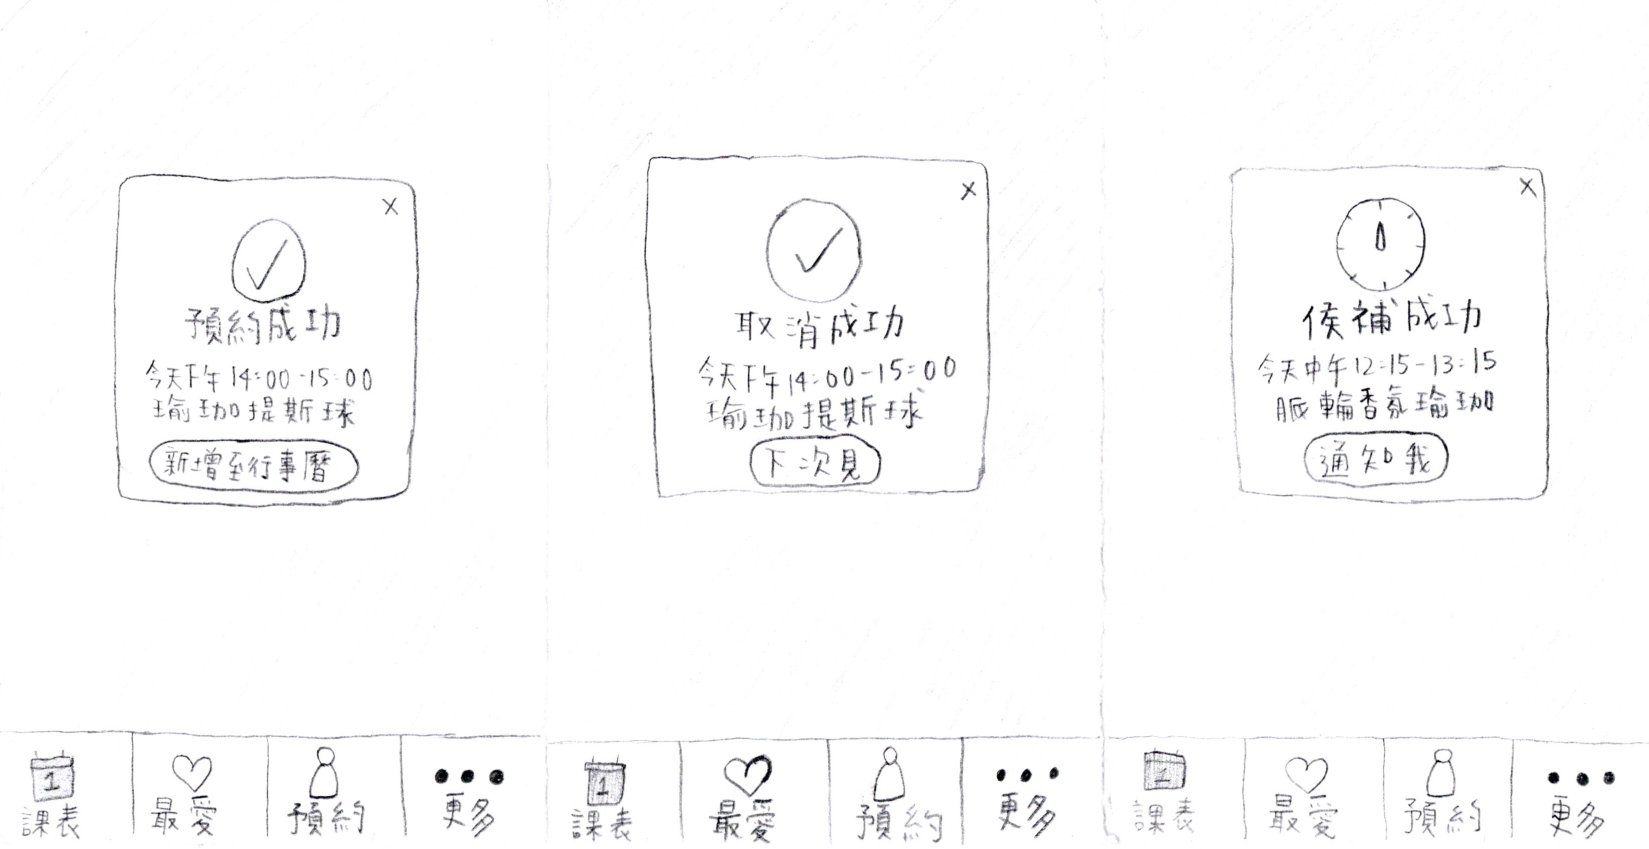 X
預約成功
今天下午14:00-15:00
瑜珈提斯球
新增至行事曆
1
課表
最愛
預約
更多
X
取消成功
今天下午14:00-15:00
瑜珈提斯球
下次見
1
課表
最愛
預約
更多
X
候補成功
今天中午12:15-13:15
脈輪香氛瑜珈
通知我
1
課表
最愛
預約
更多